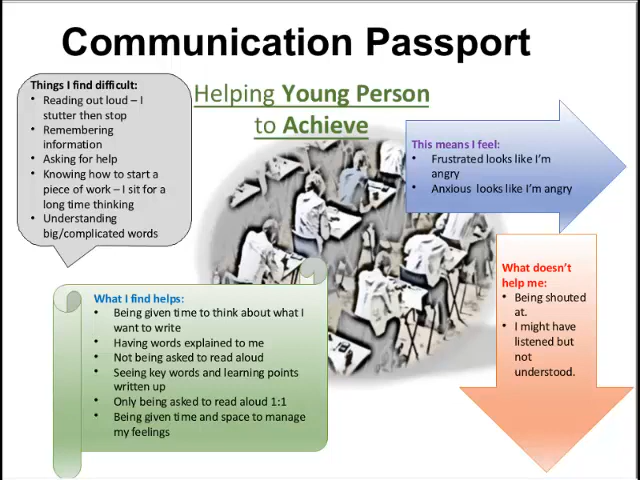 Communication Passport
Helping Young Person
to Achieve
Things I find difficult:
• Reading out loud – I
stutter then stop
• Remembering
information
• Asking for help
• Knowing how to start a
piece of work – I sit for a
long time thinking
• Understanding
big/complicated words
This means I feel:
• Frustrated looks like I'm
angry
• Anxious looks like I'm angry
What I find helps:
• Being given time to think about what I
want to write
• Having words explained to me
• Not being asked to read aloud
• Seeing key words and learning points
written up
• Only being asked to read aloud 1:1
• Being given time and space to manage
my feelings
What doesn't
help me:
• Being shouted
at.
• I might have
listened but
not
understood.